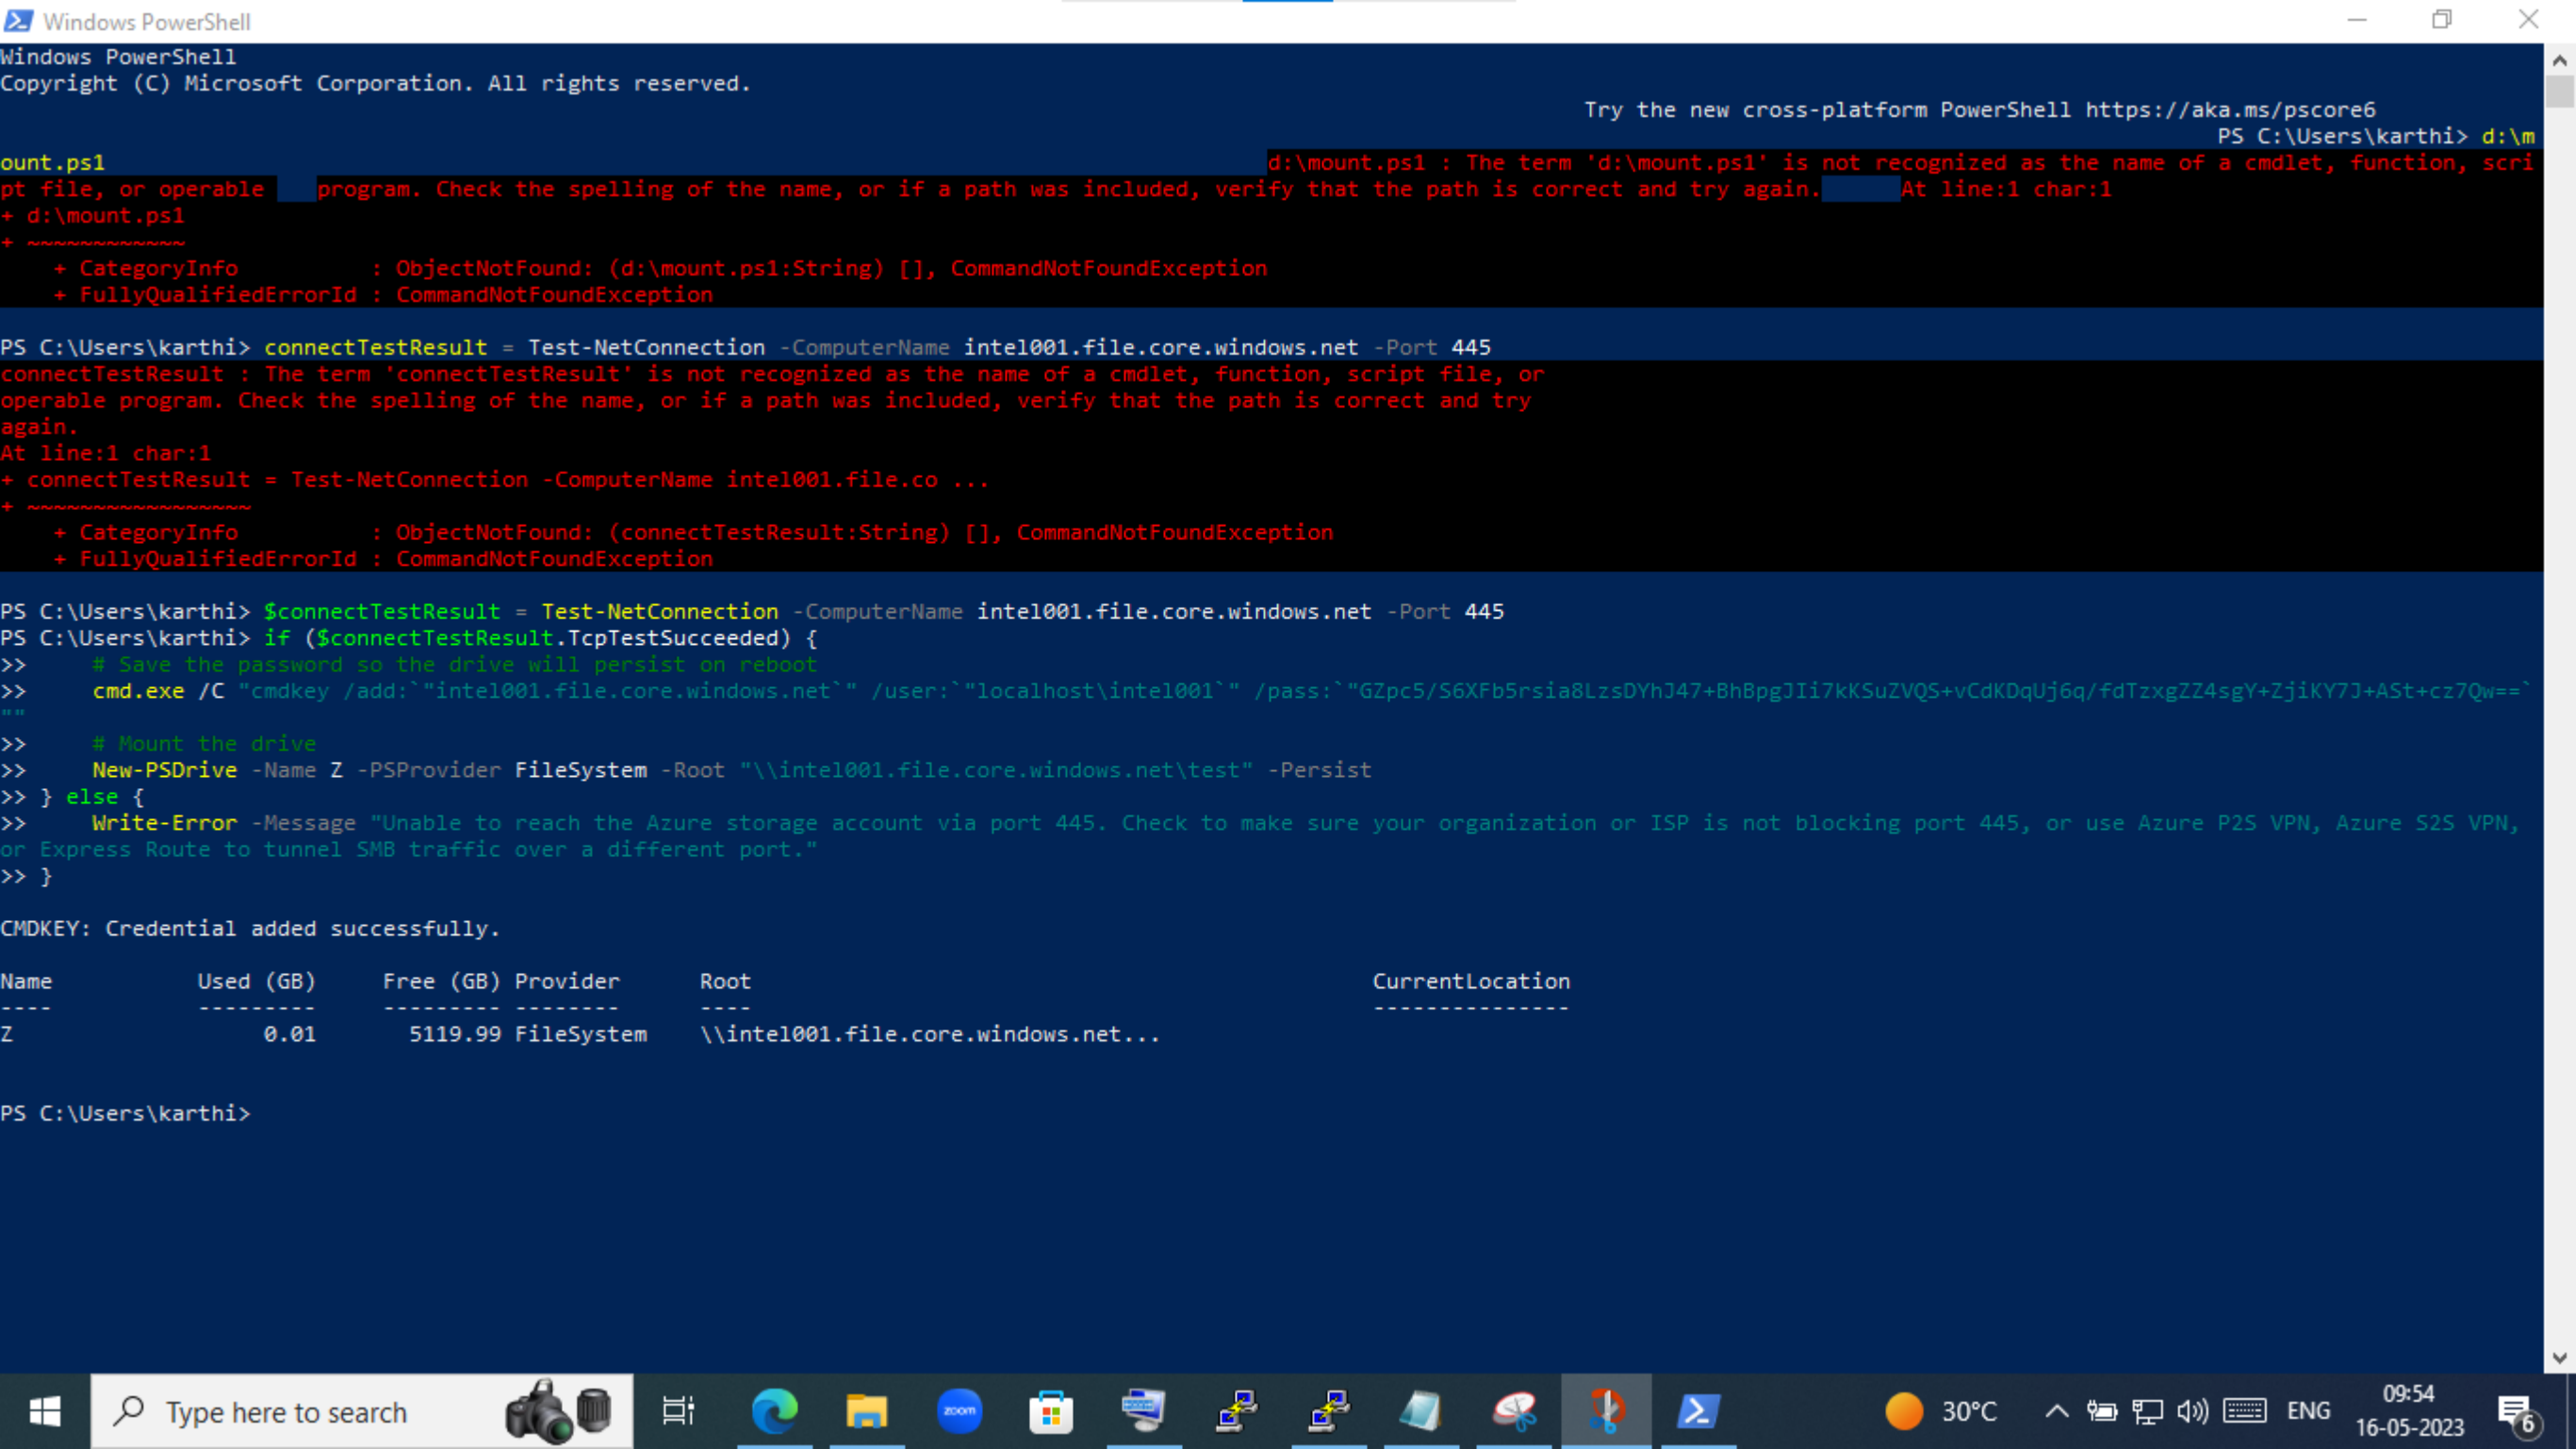 Windows PowerShell
Windows PowerShell
Copyright (C) Microsoft Corporation. All rights reserved.
Try the new cross-platform PowerShell https://aka.ms/pscore6
PS C:\Users\karthi> d:\m
ount.ps1 d:\mount.ps1 : The term 'd:\mount.ps1' is not recognized as the name of a cmdlet, function, scri
pt file, or operable program. Check the spelling of the name, or if a path was included, verify that the path is correct and try again. At line:1 char:1
+ d:\mount.ps1
+ ~~~~~~~~~~~~
+ CategoryInfo : ObjectNotFound: (d:\mount.ps1:String) [], CommandNotFoundException
+ FullyQualifiedErrorId : CommandNotFoundException
PS C:\Users\karthi> connectTestResult = Test-NetConnection -ComputerName intel001.file.core.windows.net -Port 445
connectTestResult : The term 'connectTestResult' is not recognized as the name of a cmdlet, function, script file, or
operable program. Check the spelling of the name, or if a path was included, verify that the path is correct and try
again.
At line:1 char:1
+ connectTestResult = Test-NetConnection -ComputerName intel001.file.co ...
+ ~~~~~~~~~~~~~~~~~
+ CategoryInfo : ObjectNotFound: (connectTestResult:String) [], CommandNotFoundException
+ FullyQualifiedErrorId : CommandNotFoundException
PS C:\Users\karthi> $connectTestResult = Test-NetConnection -ComputerName intel001.file.core.windows.net -Port 445
PS C:\Users\karthi> if ($connectTestResult.TcpTestSucceeded) {
>> # Save the password so the drive will persist on reboot
>> cmd.exe /C "cmdkey /add:`"intel001.file.core.windows.net`" /user:`"localhost\intel001`" /pass:`"GZpc5/S6XFb5rsia8LzsDYhJ47+BhBpgJIi7kKSuZVQS+vCdKDqUj6q/fdTzxgZZ4sgY+ZjiKY7J+ASt+cz7Qw==`
""
>> # Mount the drive
>> New-PSDrive -Name Z -PSProvider FileSystem -Root "\\intel001.file.core.windows.net\test" -Persist
>> } else {
>> Write-Error -Message "Unable to reach the Azure storage account via port 445. Check to make sure your organization or ISP is not blocking port 445, or use Azure P2S VPN, Azure S2S VPN,
or Express Route to tunnel SMB traffic over a different port."
>> }
CMDKEY: Credential added successfully.
Name Used (GB) Free (GB) Provider Root CurrentLocation
---- --------- --------- -------- ---- ---------------
Z 0.01 5119.99 FileSystem \\intel001.file.core.windows.net...
PS C:\Users\karthi>
Type here to search
zoom
30°C
ENG
09:54
16-05-2023
6